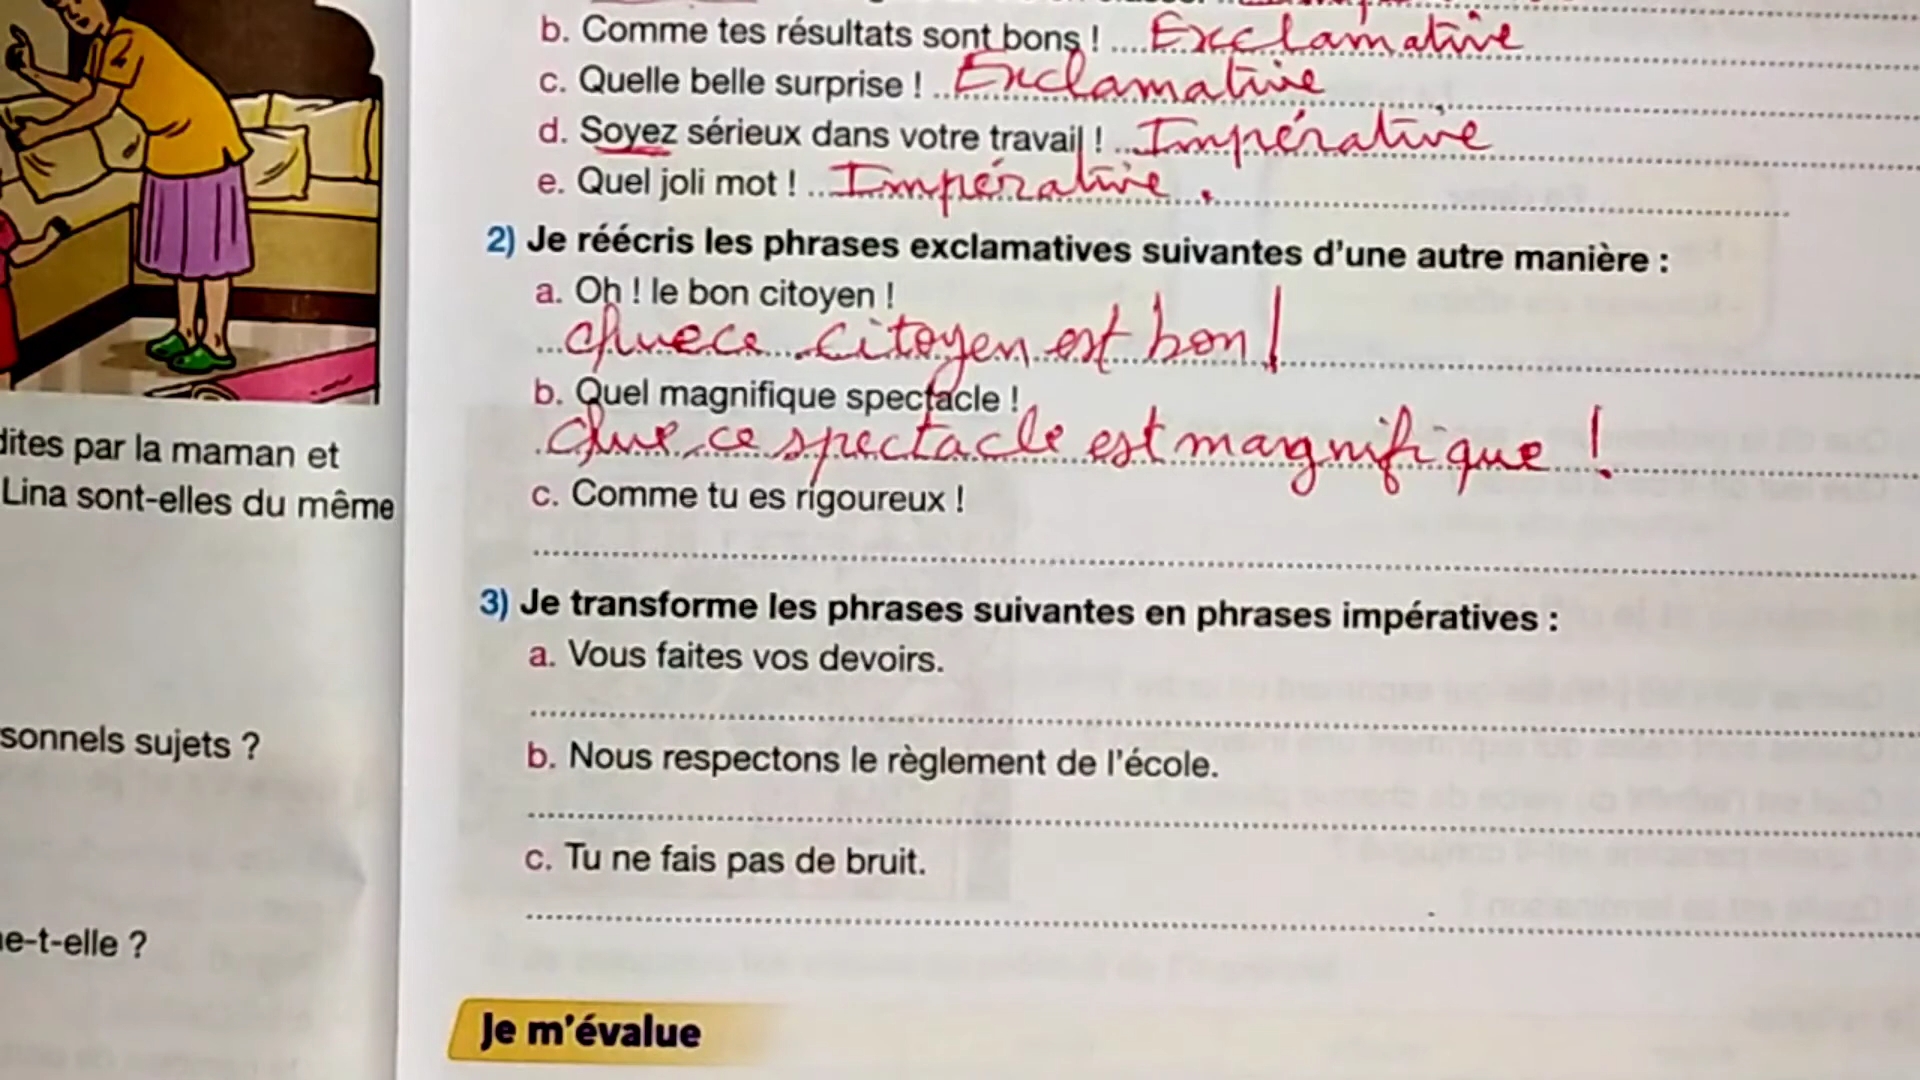 b. Comme tes résultats sont bons ! Exclamative
c. Quelle belle surprise ! Exclamative
d. Soyez sérieux dans votre travail ! Impérative
e. Quel joli mot ! Impérative.
2) Je réécris les phrases exclamatives suivantes d'une autre manière :
a. Oh ! le bon citoyen !
Que ce citoyen est bon !
b. Quel magnifique spectacle !
Que ce spectacle est magnifique !
c. Comme tu es rigoureux !
3) Je transforme les phrases suivantes en phrases impératives :
a. Vous faites vos devoirs.
b. Nous respectons le règlement de l'école.
c. Tu ne fais pas de bruit.
Je m'évalue
dites par la maman et
Lina sont-elles du même
sonnels sujets ?
e-t-elle ?